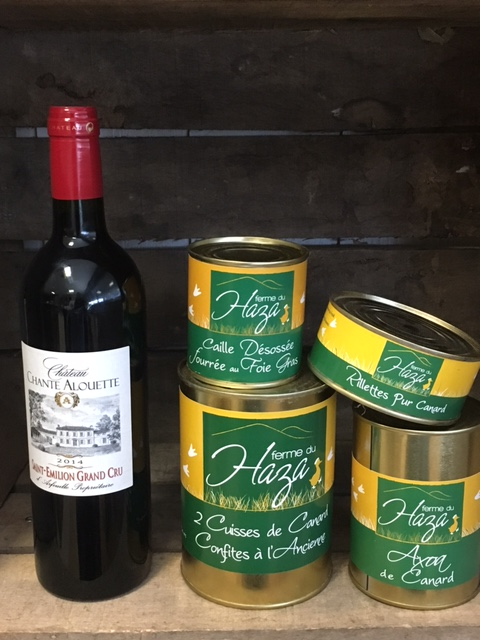 CHATEAU
Château
CHANTE ALOUETTE
A
2014
SAINT-EMILION GRAND CRU
ferme du
Haza
Caille Désossée
fourrée au Foie Gras
ferme du
Haza
Rillettes Pur Canard
ferme du
Haza
2 Cuisses de Canard
Confites à l'Ancienne
ferme du
Haza
Axoa
de Canard